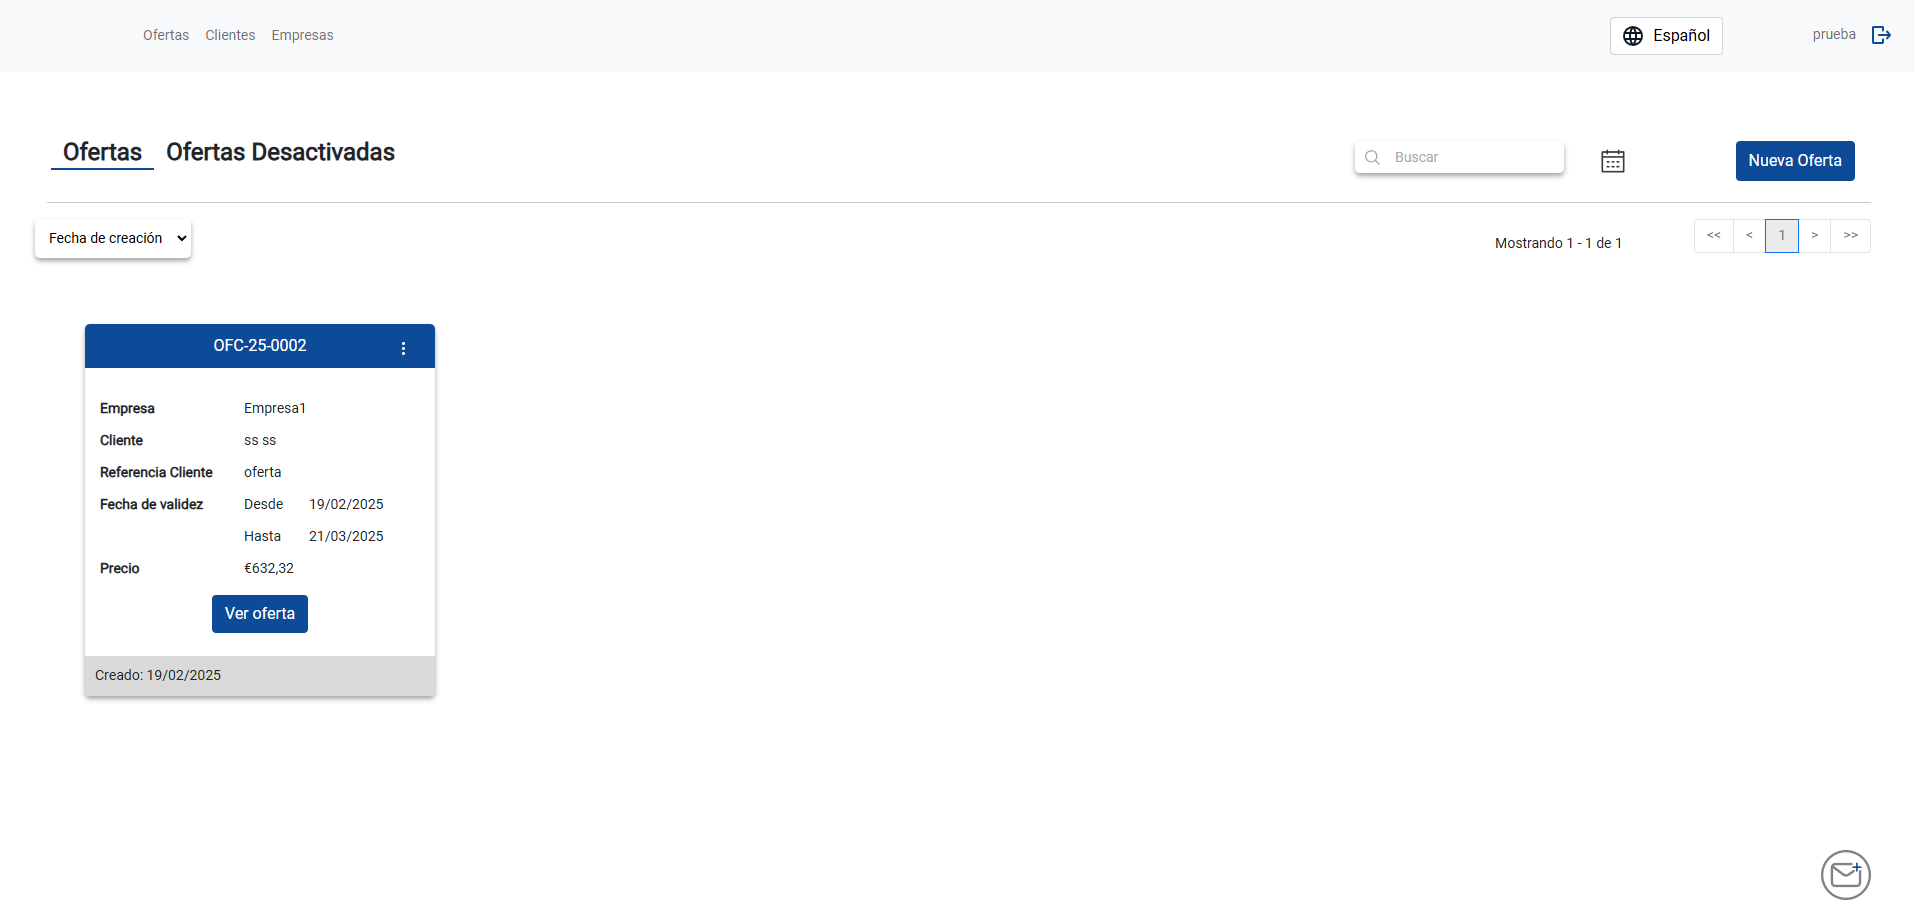 Ofertas Clientes Empresas
Español
prueba
Ofertas Ofertas Desactivadas
Buscar
Nueva Oferta
Fecha de creación
Mostrando 1 - 1 de 1
<< < 1 > >>
OFC-25-0002
Empresa Empresa1
Cliente ss ss
Referencia Cliente oferta
Fecha de validez Desde 19/02/2025
Hasta 21/03/2025
Precio €632,32
Ver oferta
Creado: 19/02/2025